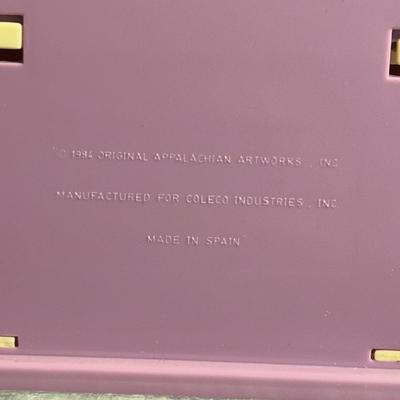 © 1984 ORIGINAL APPALACHIAN ARTWORKS., INC
MANUFACTURED FOR COLECO INDUSTRIES, INC.
MADE IN SPAIN